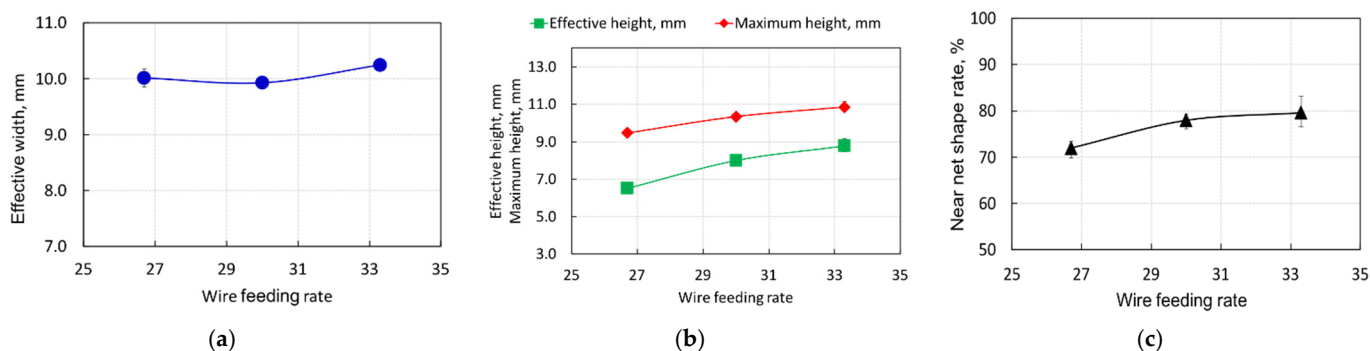 11.0
10.0
9.0
8.0
7.0
25 27 29 31 33 35
Effective width, mm
Wire feeding rate
(a)
Effective height, mm Maximum height, mm
13.0
11.0
9.0
7.0
5.0
3.0
25 27 29 31 33 35
Effective height, mm
Maximum height, mm
Wire feeding rate
(b)
100
90
80
70
60
50
25 27 29 31 33 35
Near net shape rate, %
Wire feeding rate
(c)